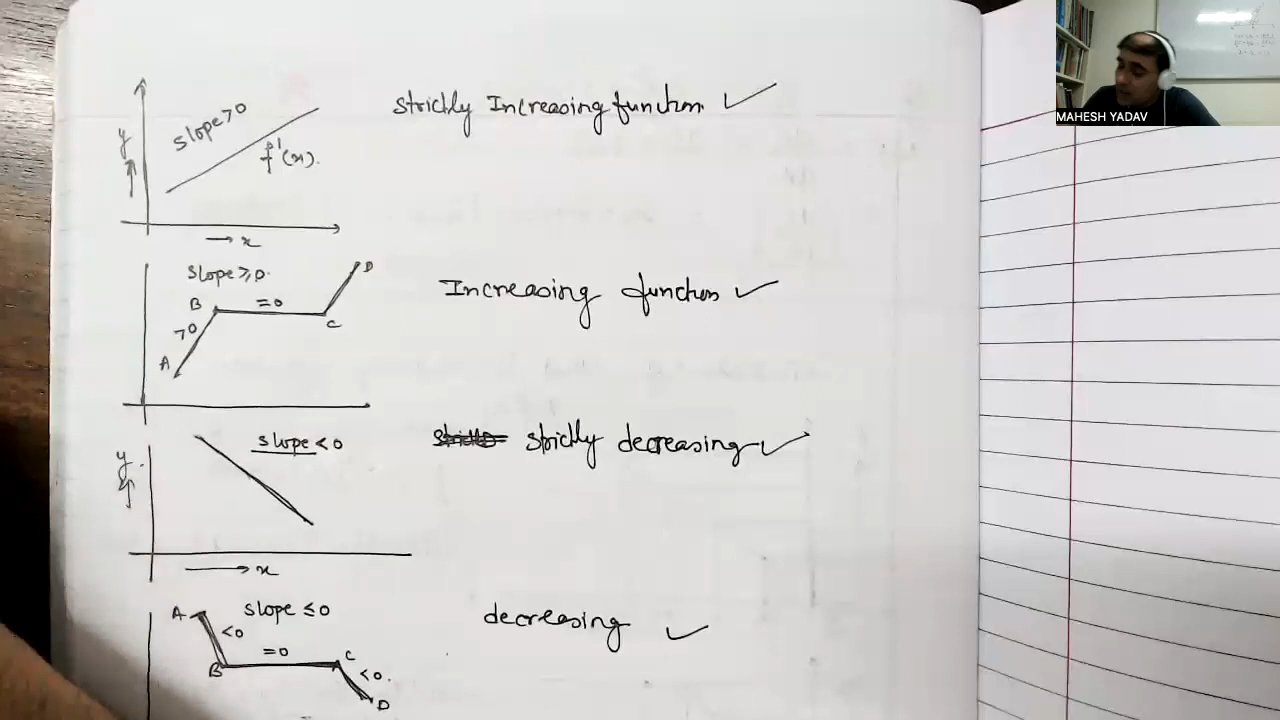 slope>0
f'(x).
y
x
strictly Increasing function ✓
MAHESH YADAV
slope ≥ 0.
B
=0
D
>0
C
A
Increasing function ✓
slope<0
y
x
strictly decreasing ✓
A
slope ≤0
<0
=0
B
C
<0.
D
decreasing ✓